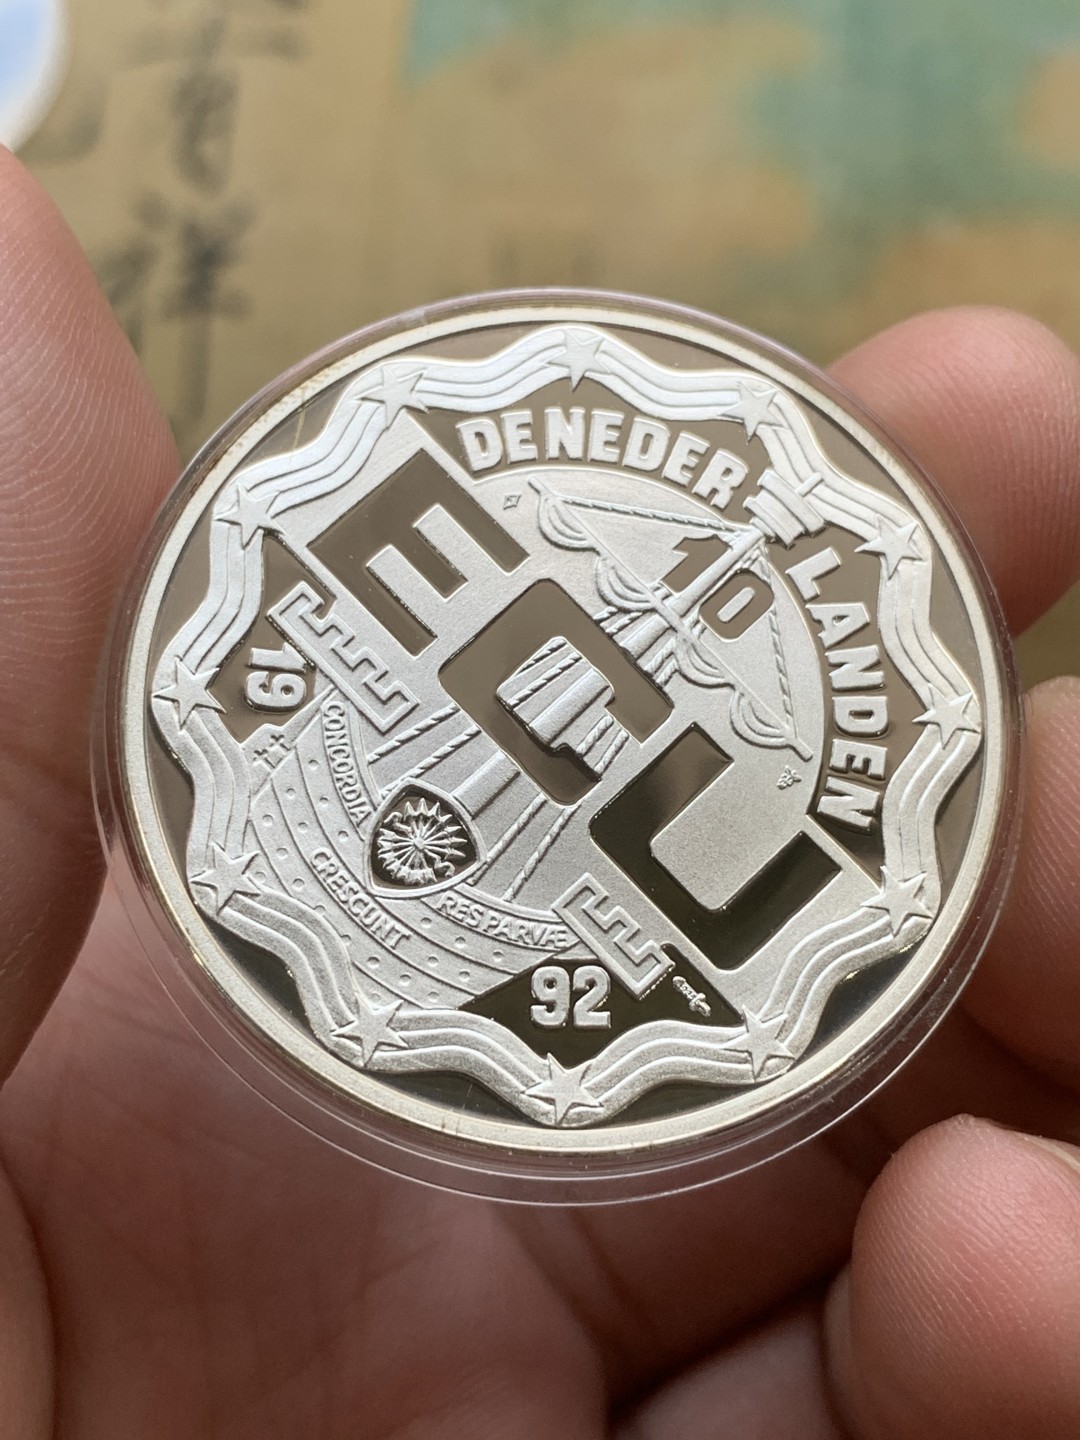 DE NEDER
LANDEN
10
ECU
19
92
CONCORDIA
RES PARVÆ
CRESCUNT